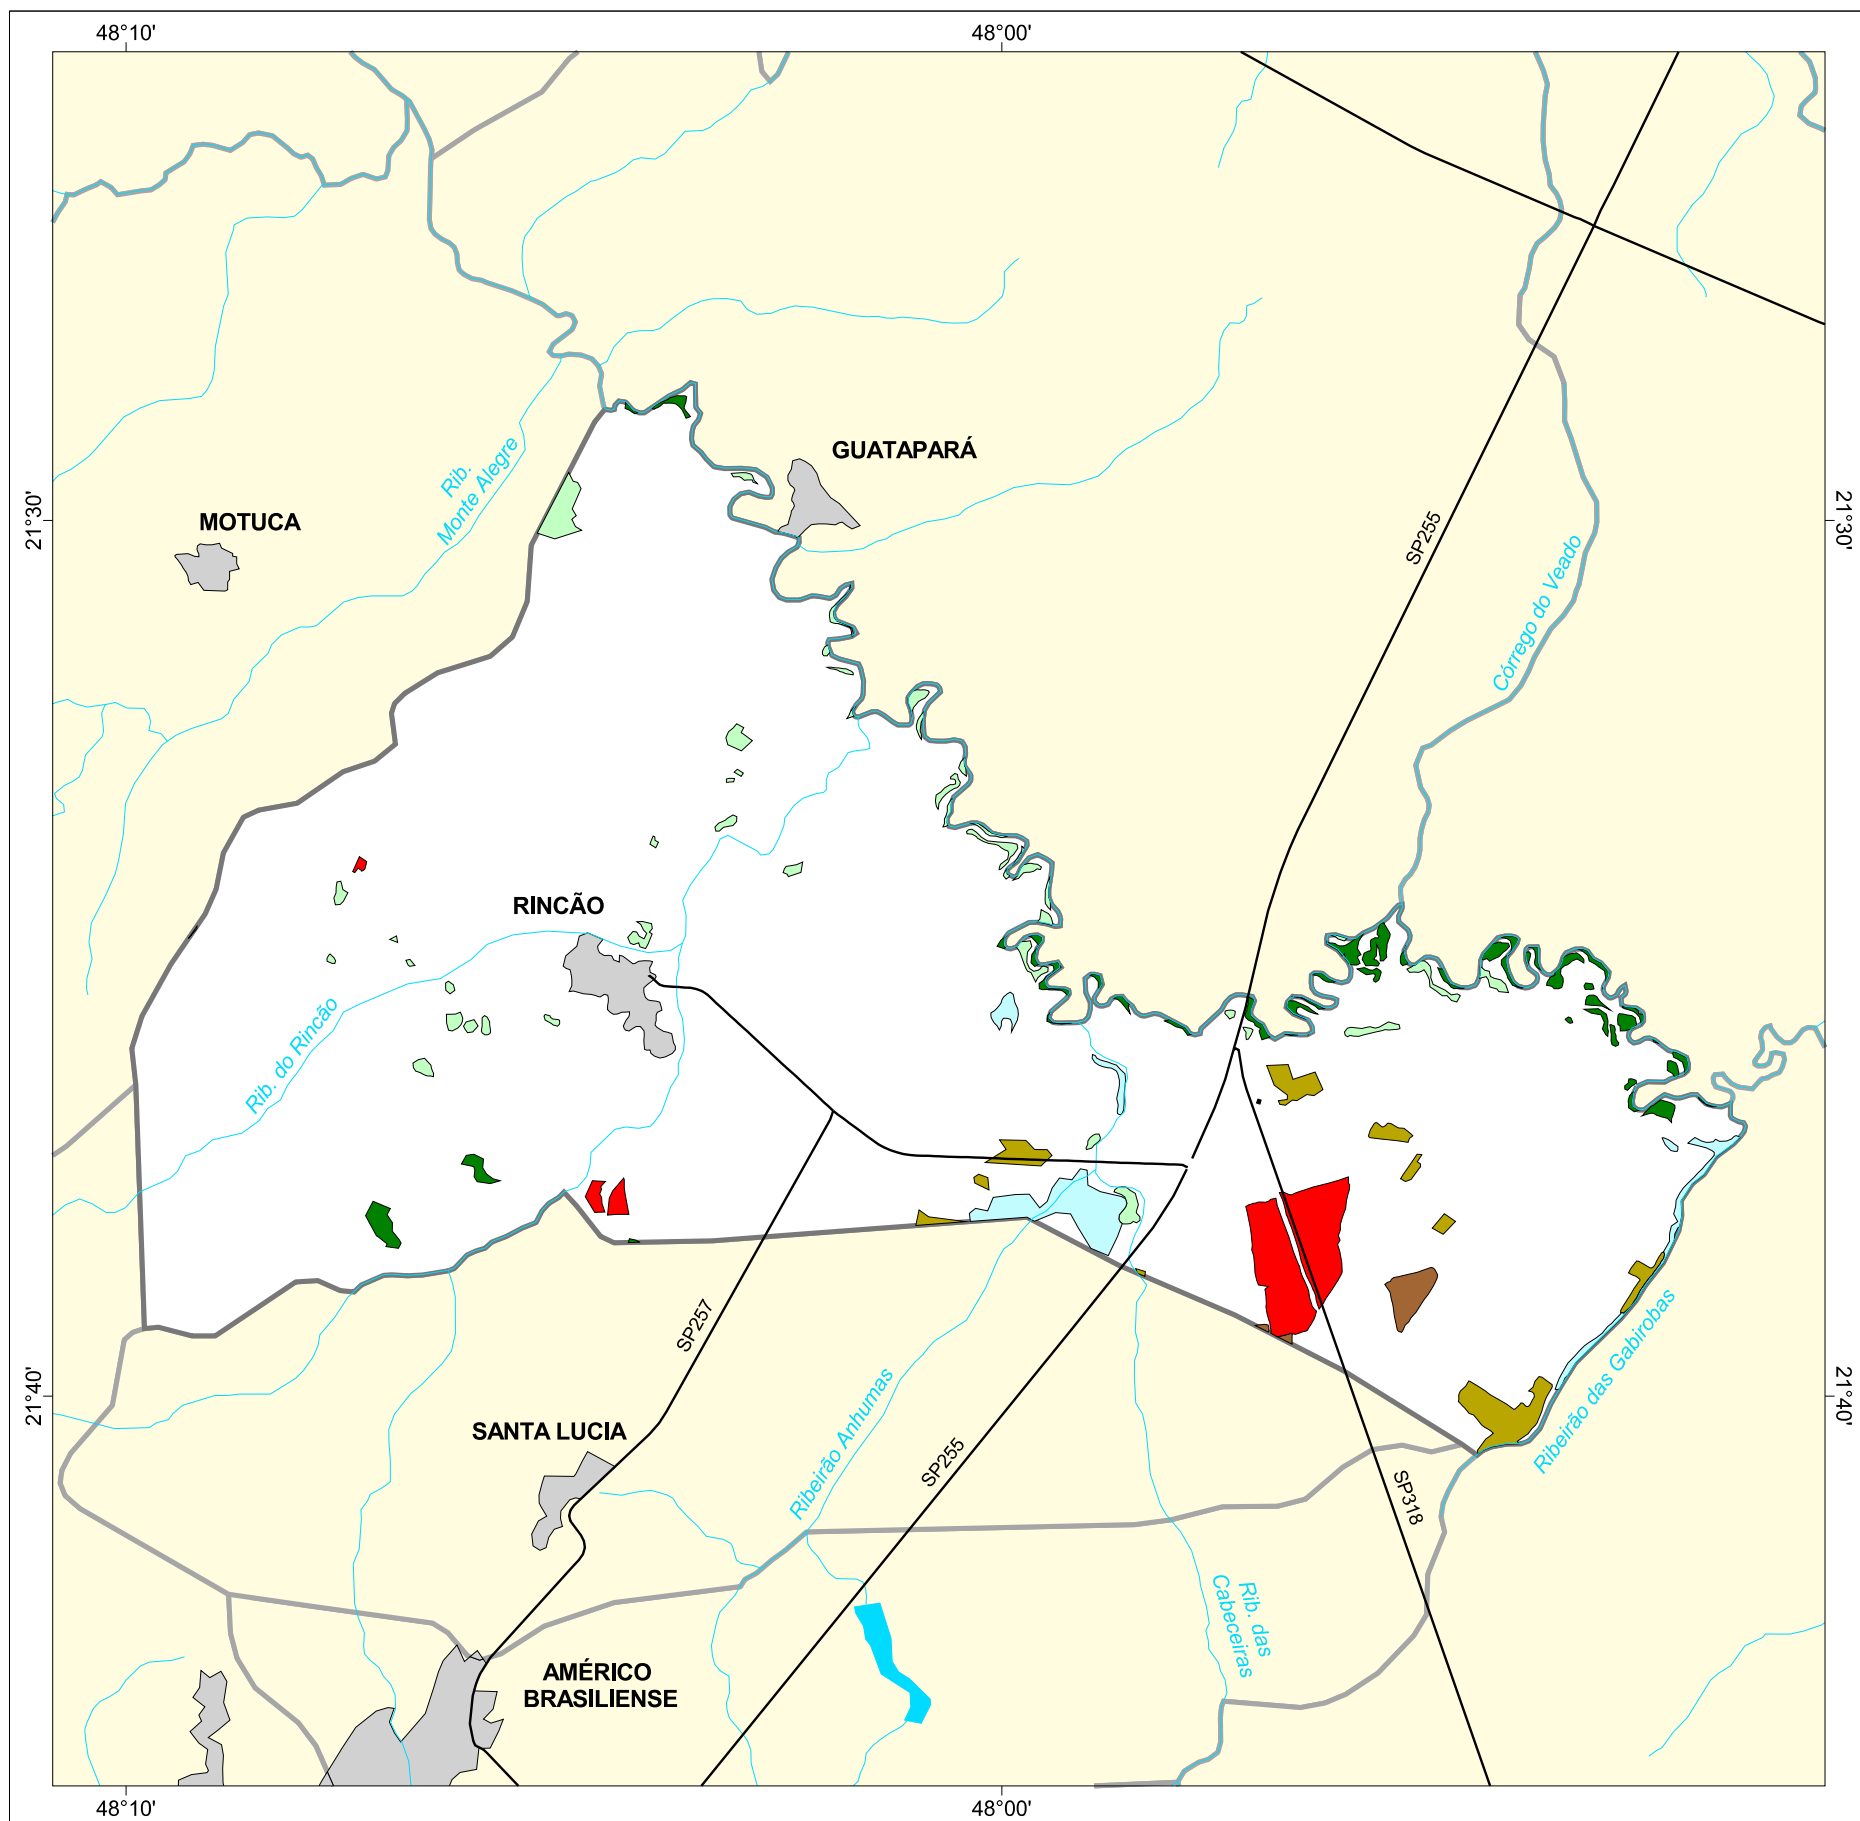 48°10'
48°00'
GUATAPARÁ
Rib.
Monte Alegre
MOTUCA
21°30'
21°30'
SP255
Córrego do Veado
RINCÃO
Rib. do Rincão
SP257
Ribeirão das Gabirobas
21°40'
21°40'
SANTA LUCIA
Ribeirão Anhumas
SP255
SP318
Rib. das
Cabeceiras
AMÉRICO
BRASILIENSE
48°10'
48°00'